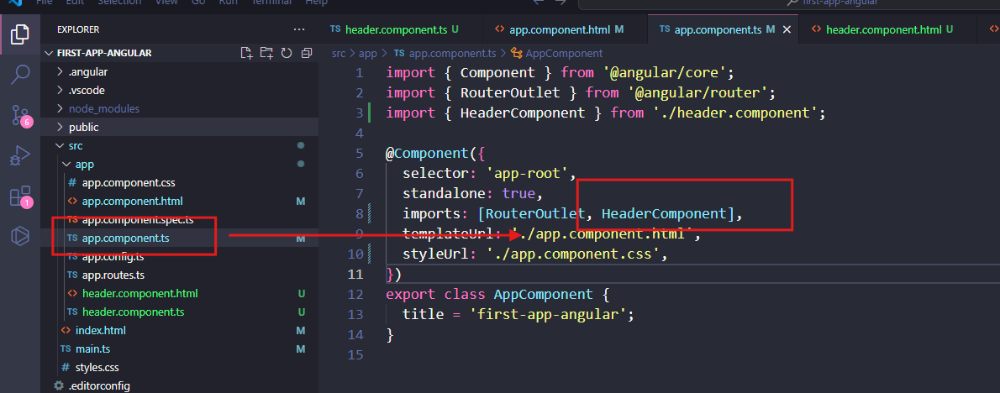 File Edit Selection View Go Run Terminal Help
first-app-angular
EXPLORER
FIRST-APP-ANGULAR
.angular
.vscode
node_modules
public
src
app
# app.component.css
<> app.component.html M
TS app.component.spec.ts
TS app.component.ts M
TS app.config.ts
TS app.routes.ts
<> header.component.html U
TS header.component.ts U
<> index.html M
TS main.ts M
# styles.css
.editorconfig
6
1
TS header.component.ts U
<> app.component.html M
TS app.component.ts M
<> header.component.html U
src > app > TS app.component.ts > AppComponent
1 import { Component } from '@angular/core';
2 import { RouterOutlet } from '@angular/router';
3 import { HeaderComponent } from './header.component';
4
5 @Component({
6 selector: 'app-root',
7 standalone: true,
8 imports: [RouterOutlet, HeaderComponent],
9 templateUrl: './app.component.html',
10 styleUrl: './app.component.css',
11 })
12 export class AppComponent {
13 title = 'first-app-angular';
14 }
15